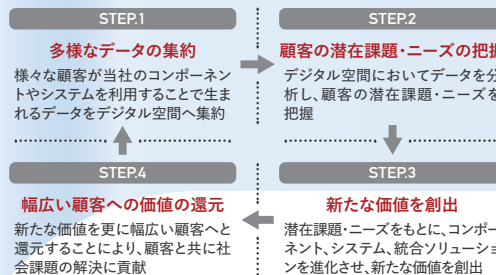 STEP.1
多様なデータの集約
様々な顧客が当社のコンポーネン
トやシステムを利用することで生ま
れるデータをデジタル空間へ集約
STEP.2
顧客の潜在課題・ニーズの把握
デジタル空間においてデータを分
析し、顧客の潜在課題・ニーズを
把握
STEP.3
新たな価値を創出
潜在課題・ニーズをもとに、コンポー
ネント、システム、統合ソリューショ
ンを進化させ、新たな価値を創出
STEP.4
幅広い顧客への価値の還元
新たな価値を更に幅広い顧客へと
還元することにより、顧客と共に社
会課題の解決に貢献